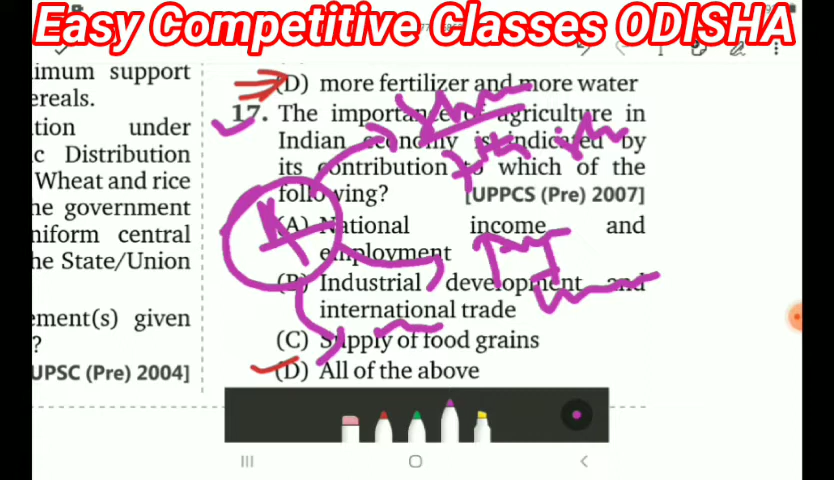 Easy Competitive Classes ODISHA
imum support
ereals.
tion under
c Distribution
Wheat and rice
he government
niform central
he State/Union
ement(s) given
?
UPSC (Pre) 2004]
(D) more fertilizer and more water
17. The importance of agriculture in
Indian economy is indicated by
its contribution to which of the
following?
[UPPCS (Pre) 2007]
(A) National income and
employment
(B) Industrial development and
international trade
(C) Supply of food grains
(D) All of the above